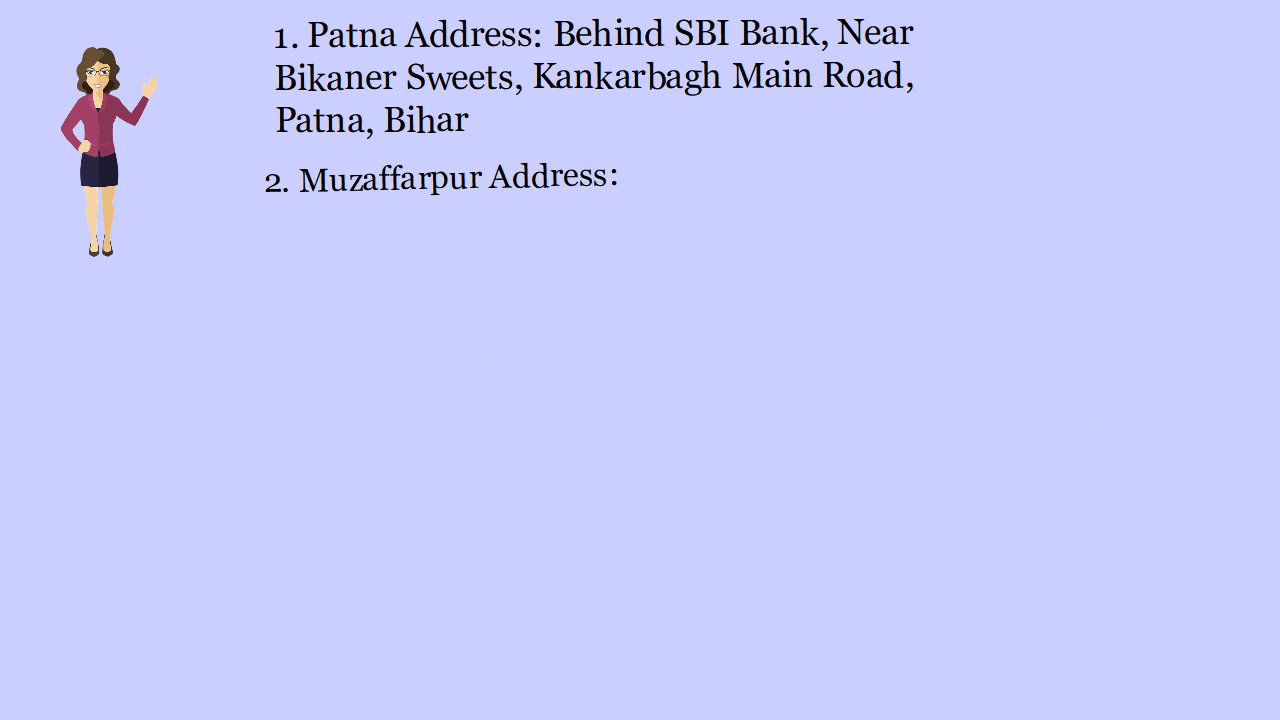 1. Patna Address: Behind SBI Bank, Near
Bikaner Sweets, Kankarbagh Main Road,
Patna, Bihar
2. Muzaffarpur Address: